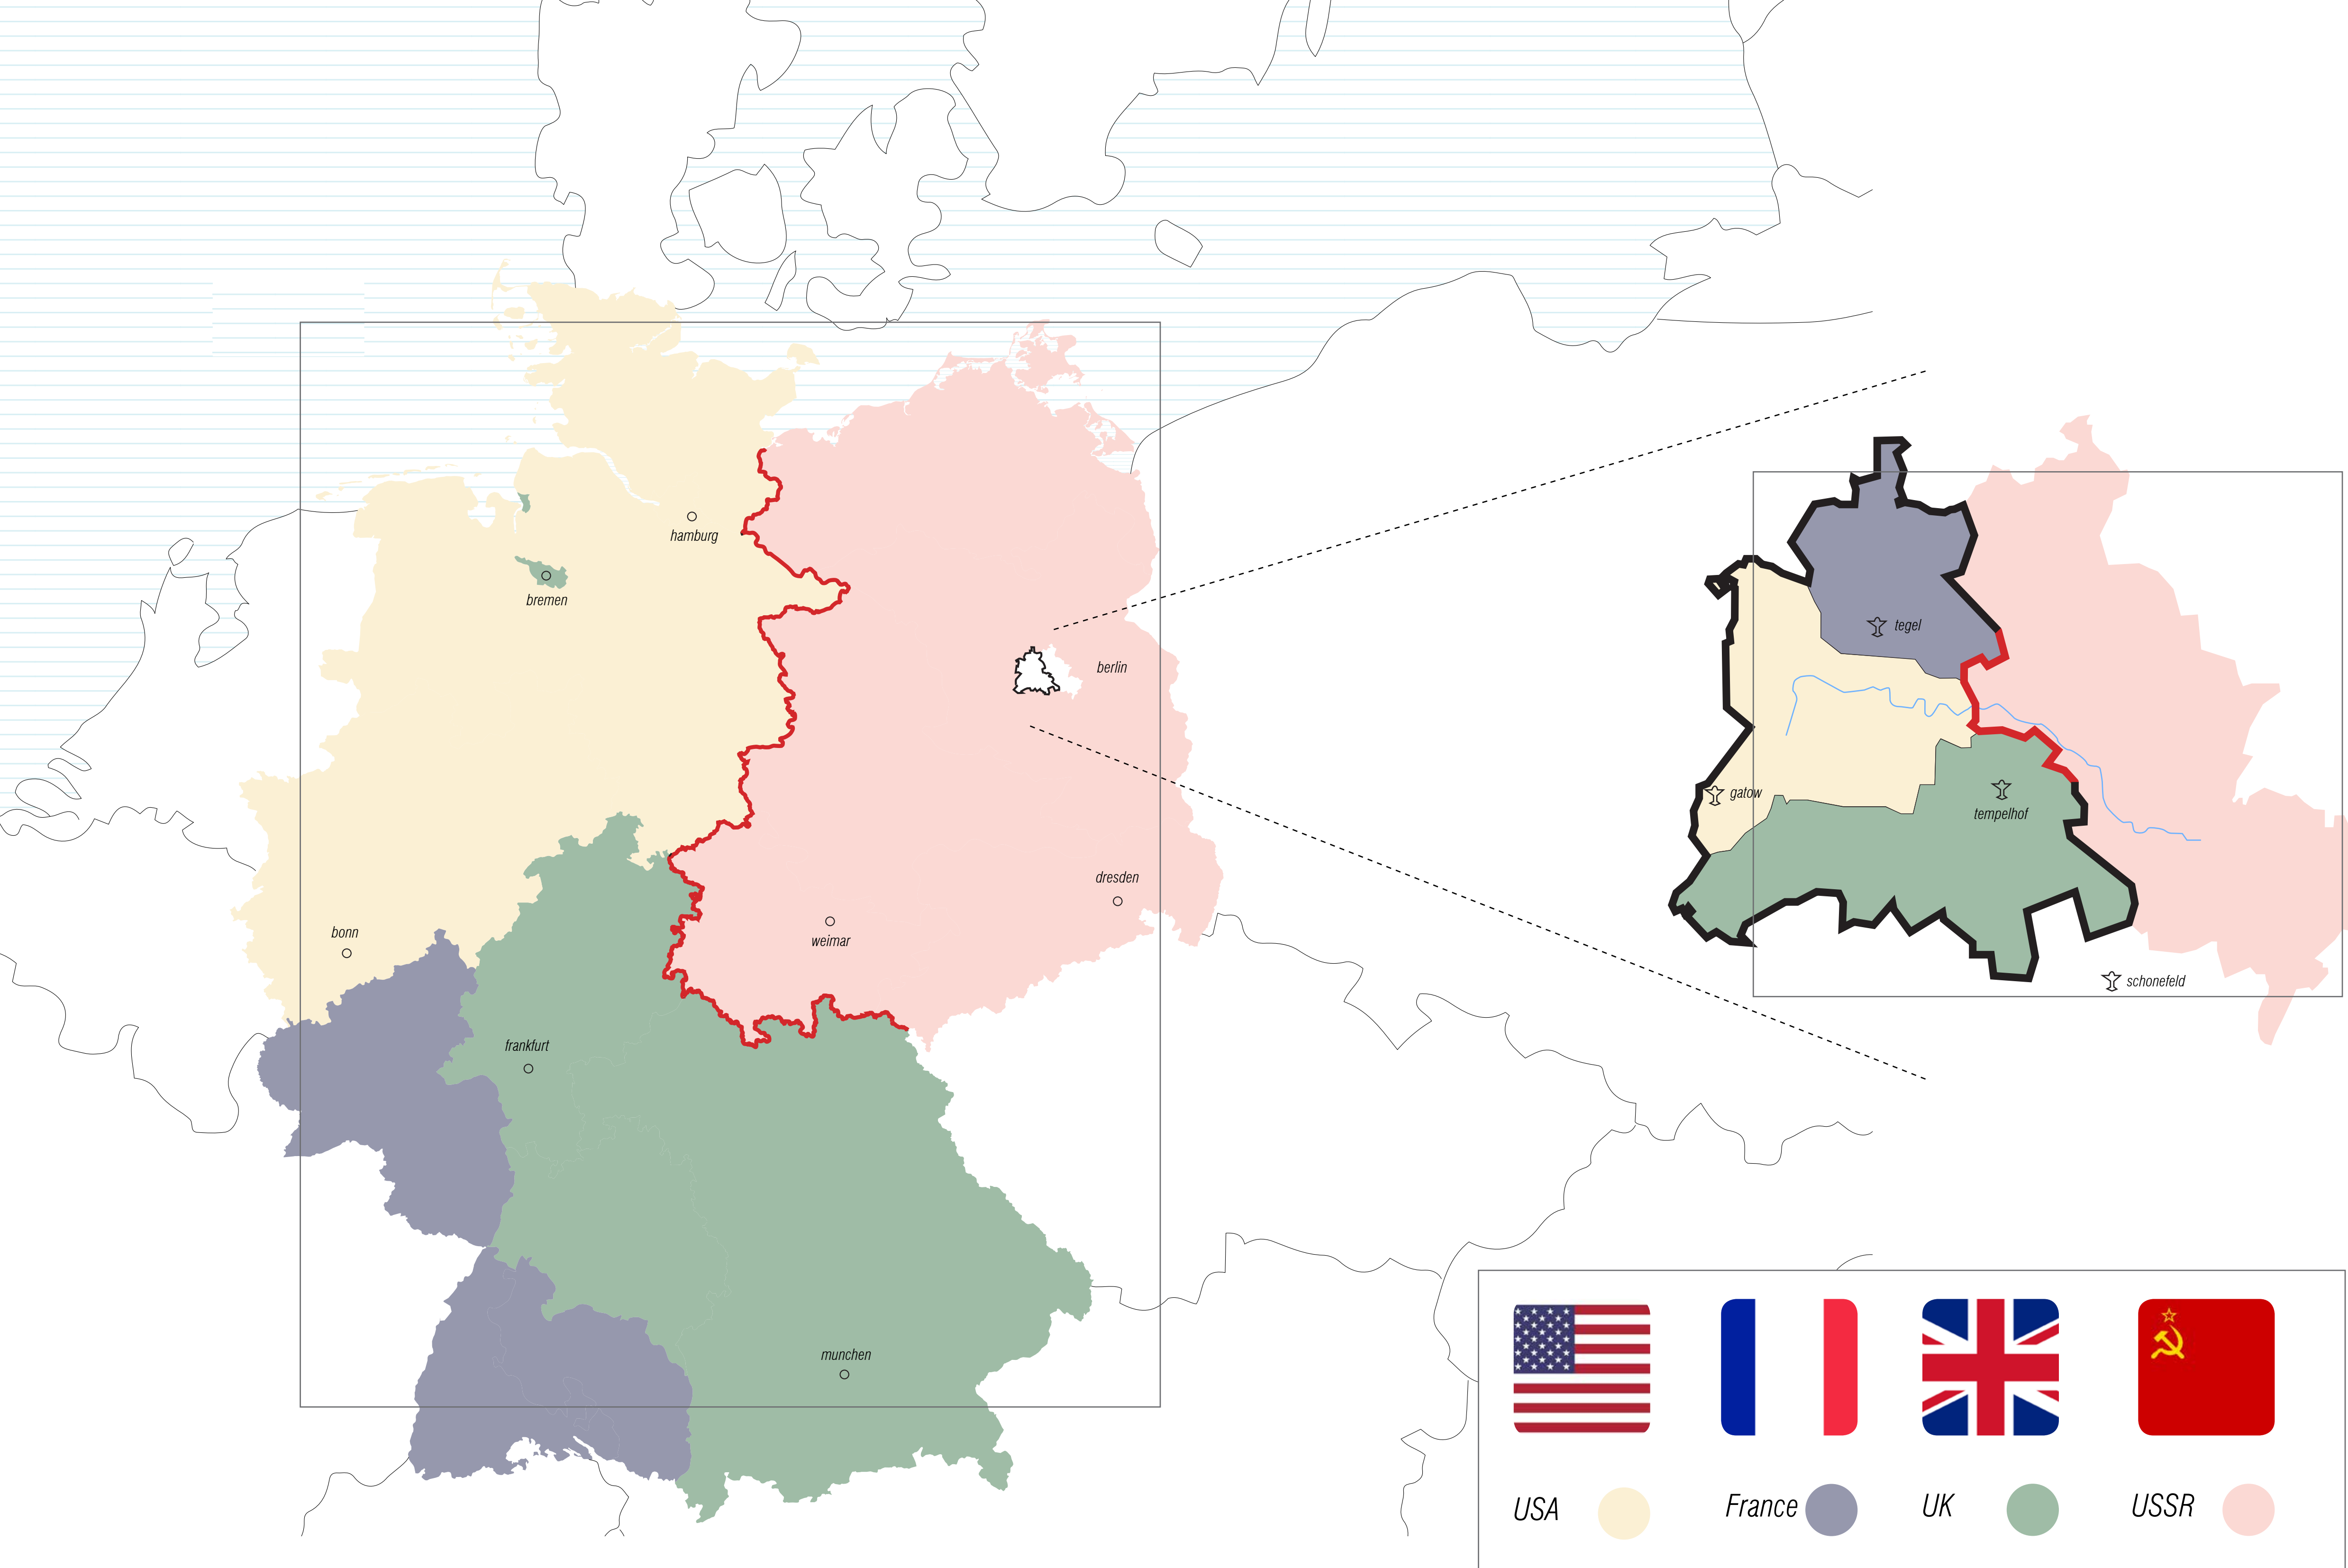 hamburg
bremen
berlin
dresden
weimar
bonn
frankfurt
munchen
tegel
gatow
tempelhof
schonefeld
USA
France
UK
USSR